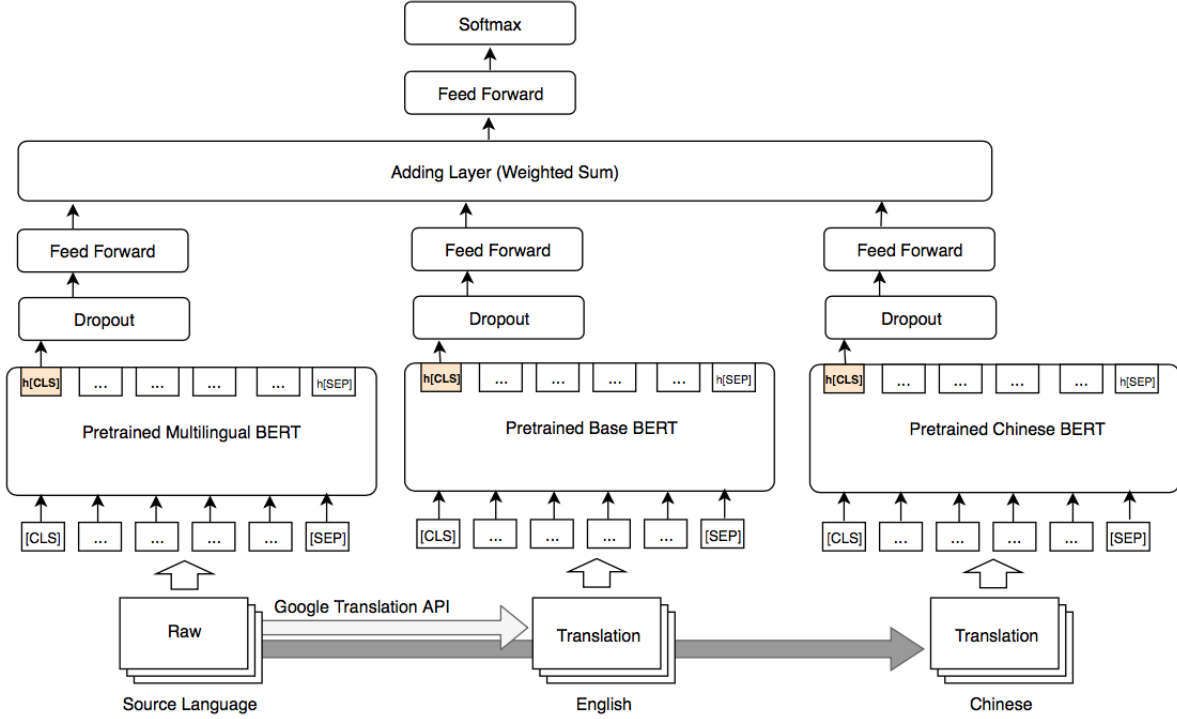 Softmax
Feed Forward
Adding Layer (Weighted Sum)
Feed Forward Feed Forward Feed Forward
Dropout Dropout Dropout
h[CLS] ... ... ... ... h[SEP] h[CLS] ... ... ... ... h[SEP] h[CLS] ... ... ... ... h[SEP]
Pretrained Multilingual BERT Pretrained Base BERT Pretrained Chinese BERT
[CLS] ... ... ... ... [SEP] [CLS] ... ... ... ... [SEP] [CLS] ... ... ... ... [SEP]
Google Translation API
Raw Translation Translation
Source Language English Chinese